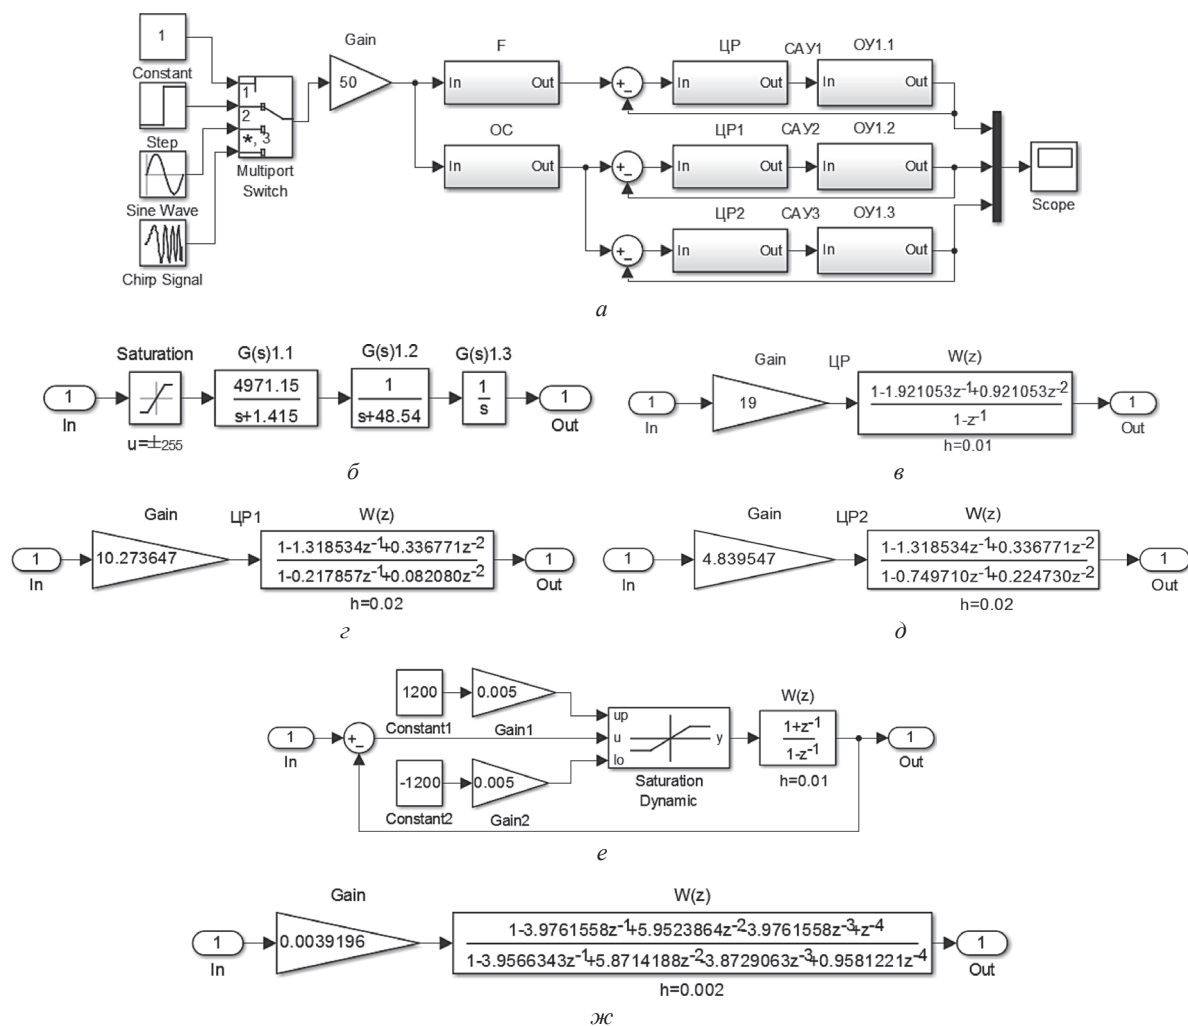 1
Constant
Step
Sine Wave
Chirp Signal
1
2
*, 3
Multiport
Switch
Gain
50
F
In Out
ОС
In Out
+
−
ЦР
In Out
САУ1
ОУ1.1
In Out
+
−
ЦР1
In Out
САУ2
ОУ1.2
In Out
+
−
ЦР2
In Out
САУ3
ОУ1.3
In Out
Scope
а
1
In
Saturation
u=±255
G(s)1.1
4971.15
s+1.415
G(s)1.2
1
s+48.54
G(s)1.3
1
s
1
Out
б
1
In
Gain
19
ЦР
W(z)
1-1.921053z-1+0.921053z-2
1-z-1
h=0.01
1
Out
в
1
In
Gain
10.273647
ЦР1
W(z)
1-1.318534z-1+0.336771z-2
1-0.217857z-1+0.082080z-2
h=0.02
1
Out
г
1
In
Gain
4.839547
ЦР2
W(z)
1-1.318534z-1+0.336771z-2
1-0.749710z-1+0.224730z-2
h=0.02
1
Out
д
1
In
+
−
1200
Constant1
0.005
Gain1
-1200
Constant2
0.005
Gain2
up
u y
lo
Saturation
Dynamic
W(z)
1+z-1
1-z-1
h=0.01
1
Out
е
1
In
Gain
0.0039196
W(z)
1-3.9761558z-1+5.9523864z-2-3.9761558z-3+z-4
1-3.9566343z-1+5.8714188z-2-3.8729063z-3+0.9581221z-4
h=0.002
1
Out
ж